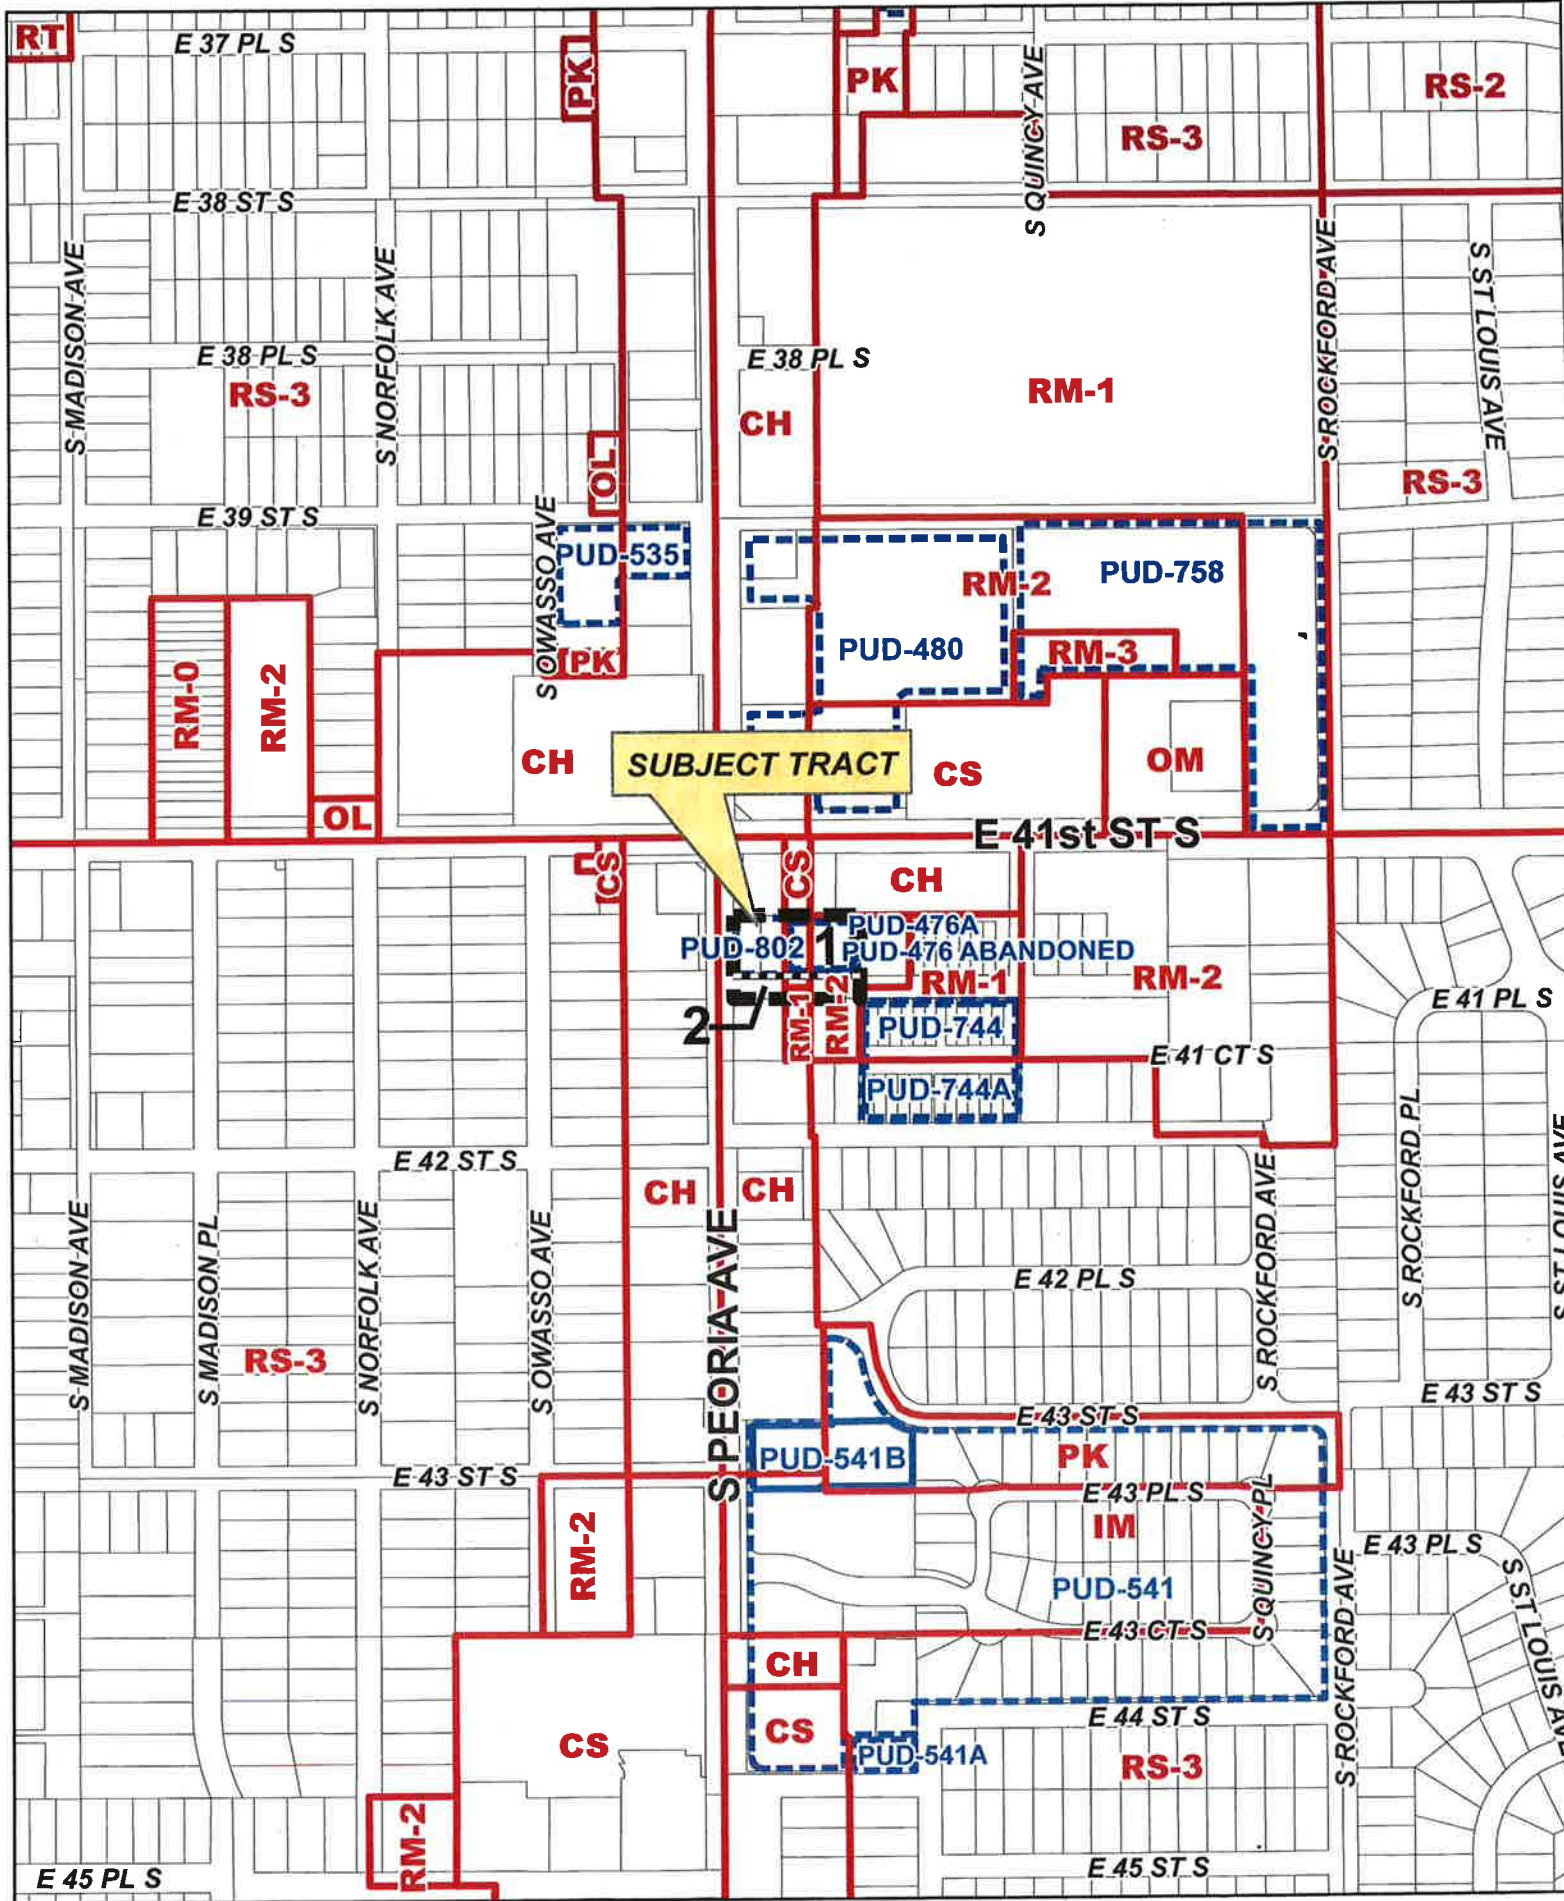 RT
E 37 PL S
PK
PK
S QUINCY AVE
RS-3
RS-2
E 38 ST S
S MADISON AVE
S NORFOLK AVE
E 38 PL S
RS-3
E 38 PL S
CH
RM-1
S ROCKFORD AVE
S ST LOUIS AVE
RS-3
OL
E 39 ST S
S OWASSO AVE
PUD-535
RM-2
PUD-758
PUD-480
RM-3
PK
RM-0
RM-2
CH
SUBJECT TRACT
CS
OM
OL
E 41st ST S
CS
CS
CH
PUD-476A
PUD-802
1
PUD-476 ABANDONED
RM-1
RM-2
2
RM-1
RM-2
PUD-744
E 41 PL S
E 41 CT S
PUD-744A
E 42 ST S
CH
CH
S MADISON AVE
S MADISON PL
S NORFOLK AVE
S OWASSO AVE
S PEORIA AVE
S ROCKFORD AVE
S ROCKFORD PL
S ST LOUIS AVE
E 42 PL S
RS-3
E 43 ST S
E 43 ST S
PUD-541B
PK
E 43 ST S
E 43 PL S
IM
S QUINCY PL
E 43 PL S
RM-2
PUD-541
S ROCKFORD AVE
S ST LOUIS AVE
E 43 CT S
CH
E 44 ST S
CS
CS
PUD-541A
RS-3
RM-2
E 45 PL S
E 45 ST S